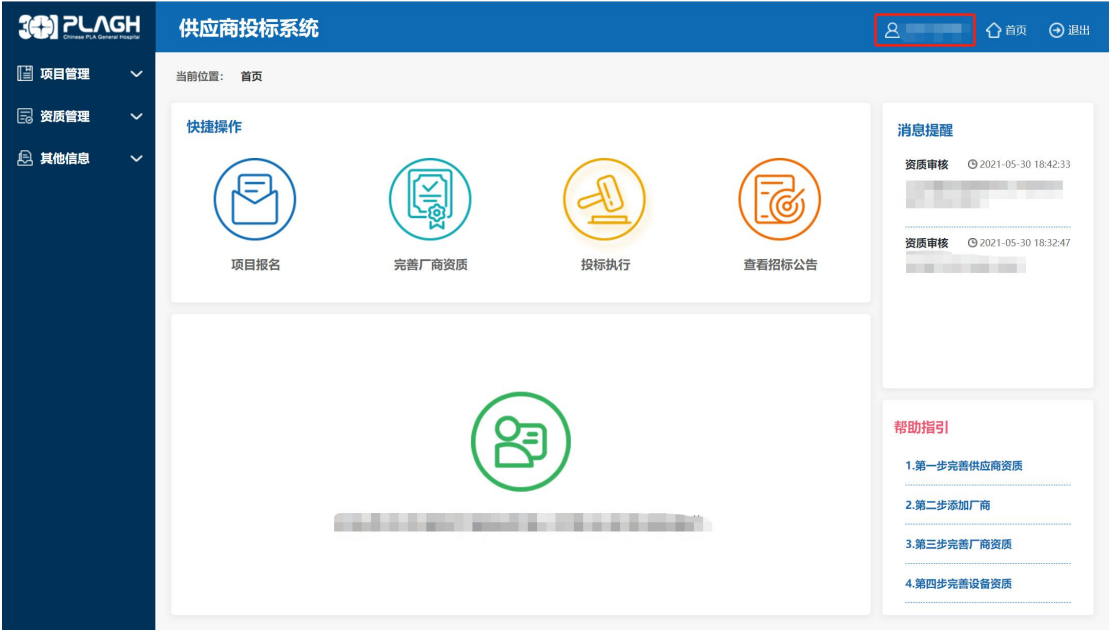 301 PLAGH
Chinese PLA General Hospital
供应商投标系统
首页
退出
项目管理
资质管理
其他信息
当前位置： 首页
快捷操作
项目报名
完善厂商资质
投标执行
查看招标公告
消息提醒
资质审核 2021-05-30 18:42:33
资质审核 2021-05-30 18:32:47
帮助指引
1.第一步完善供应商资质
2.第二步添加厂商
3.第三步完善厂商资质
4.第四步完善设备资质